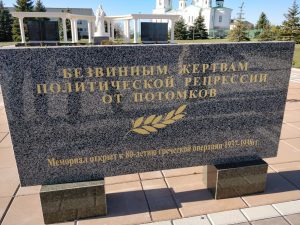 БЕЗВИННЫМ ЖЕРТВАМ
ПОЛИТИЧЕСКОЙ РЕПРЕССИИ
ОТ ПОТОМКОВ
Мемориал открыт к 80-летию греческой операции 1937-1938гг